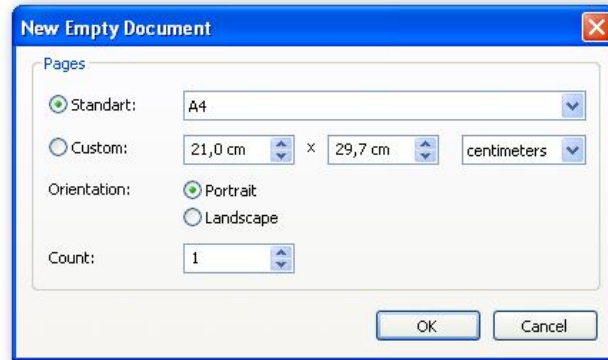 New Empty Document
Pages
Standart: A4
Custom: 21,0 cm x 29,7 cm centimeters
Orientation: Portrait
Landscape
Count: 1
OK Cancel